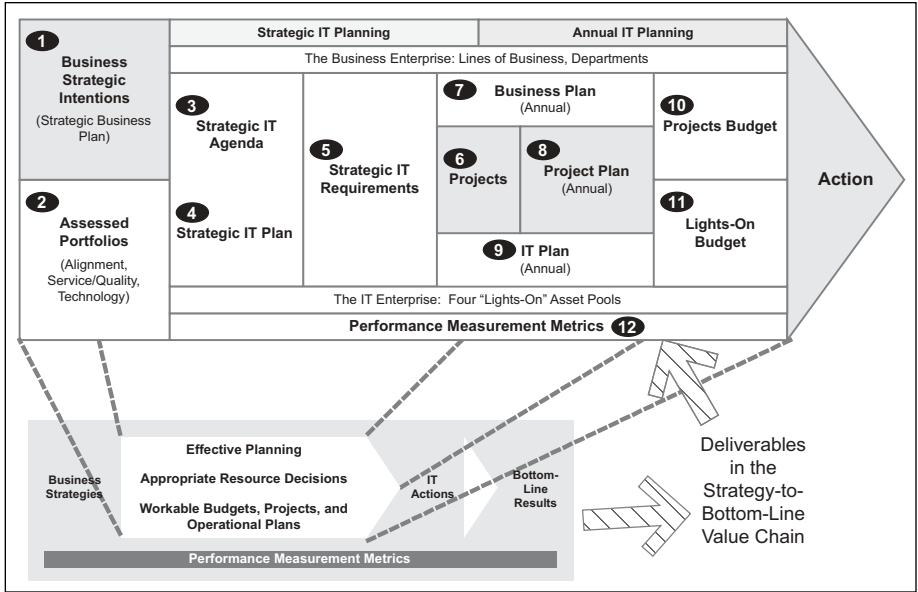 Strategic IT Planning
Annual IT Planning
The Business Enterprise: Lines of Business, Departments
1
Business
Strategic
Intentions
(Strategic Business
Plan)
2
Assessed
Portfolios
(Alignment,
Service/Quality,
Technology)
3
Strategic IT
Agenda
4
Strategic IT Plan
5
Strategic IT
Requirements
7
Business Plan
(Annual)
6
Projects
8
Project Plan
(Annual)
9
IT Plan
(Annual)
10
Projects Budget
11
Lights-On
Budget
Action
The IT Enterprise: Four “Lights-On” Asset Pools
Performance Measurement Metrics 12
Business
Strategies
Effective Planning
Appropriate Resource Decisions
Workable Budgets, Projects, and
Operational Plans
IT
Actions
Bottom-
Line
Results
Performance Measurement Metrics
Deliverables
in the
Strategy-to-
Bottom-Line
Value Chain